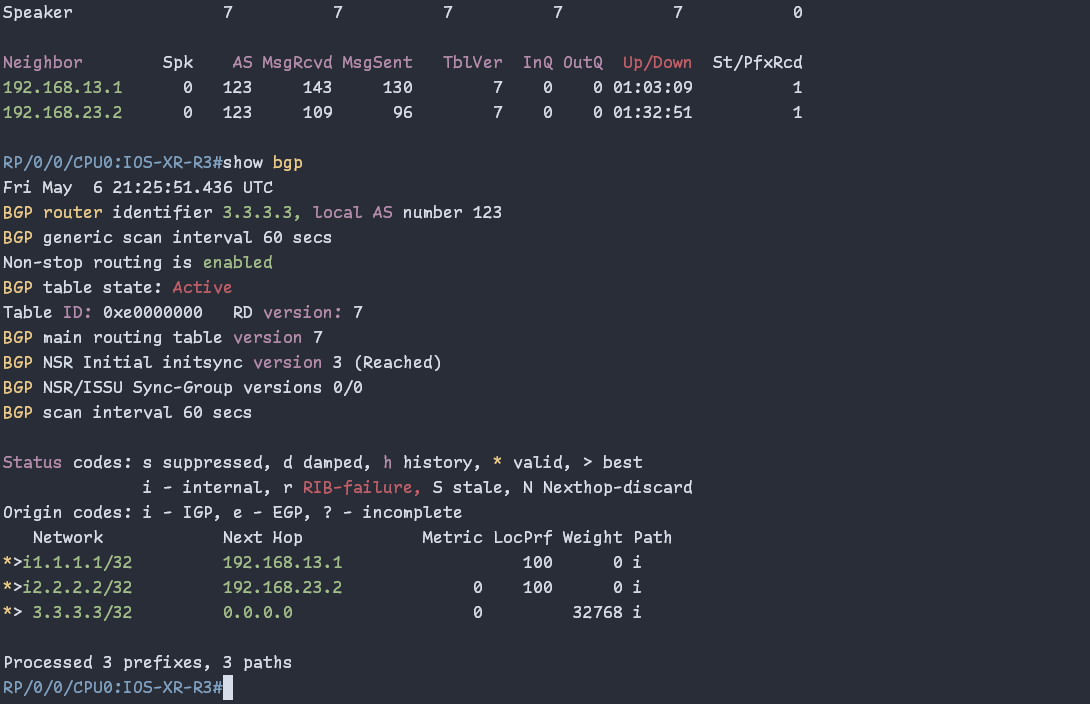 Speaker               7          7          7          7           7           0

Neighbor        Spk    AS MsgRcvd MsgSent   TblVer  InQ OutQ  Up/Down  St/PfxRcd
192.168.13.1      0   123     143     130        7    0    0 01:03:09          1
192.168.23.2      0   123     109      96        7    0    0 01:32:51          1

RP/0/0/CPU0:IOS-XR-R3#show bgp
Fri May  6 21:25:51.436 UTC
BGP router identifier 3.3.3.3, local AS number 123
BGP generic scan interval 60 secs
Non-stop routing is enabled
BGP table state: Active
Table ID: 0xe0000000   RD version: 7
BGP main routing table version 7
BGP NSR Initial initsync version 3 (Reached)
BGP NSR/ISSU Sync-Group versions 0/0
BGP scan interval 60 secs

Status codes: s suppressed, d damped, h history, * valid, > best
              i - internal, r RIB-failure, S stale, N Nexthop-discard
Origin codes: i - IGP, e - EGP, ? - incomplete
   Network            Next Hop            Metric LocPrf Weight Path
*>i1.1.1.1/32         192.168.13.1                  100      0 i
*>i2.2.2.2/32         192.168.23.2             0    100      0 i
*> 3.3.3.3/32         0.0.0.0                  0         32768 i

Processed 3 prefixes, 3 paths
RP/0/0/CPU0:IOS-XR-R3#